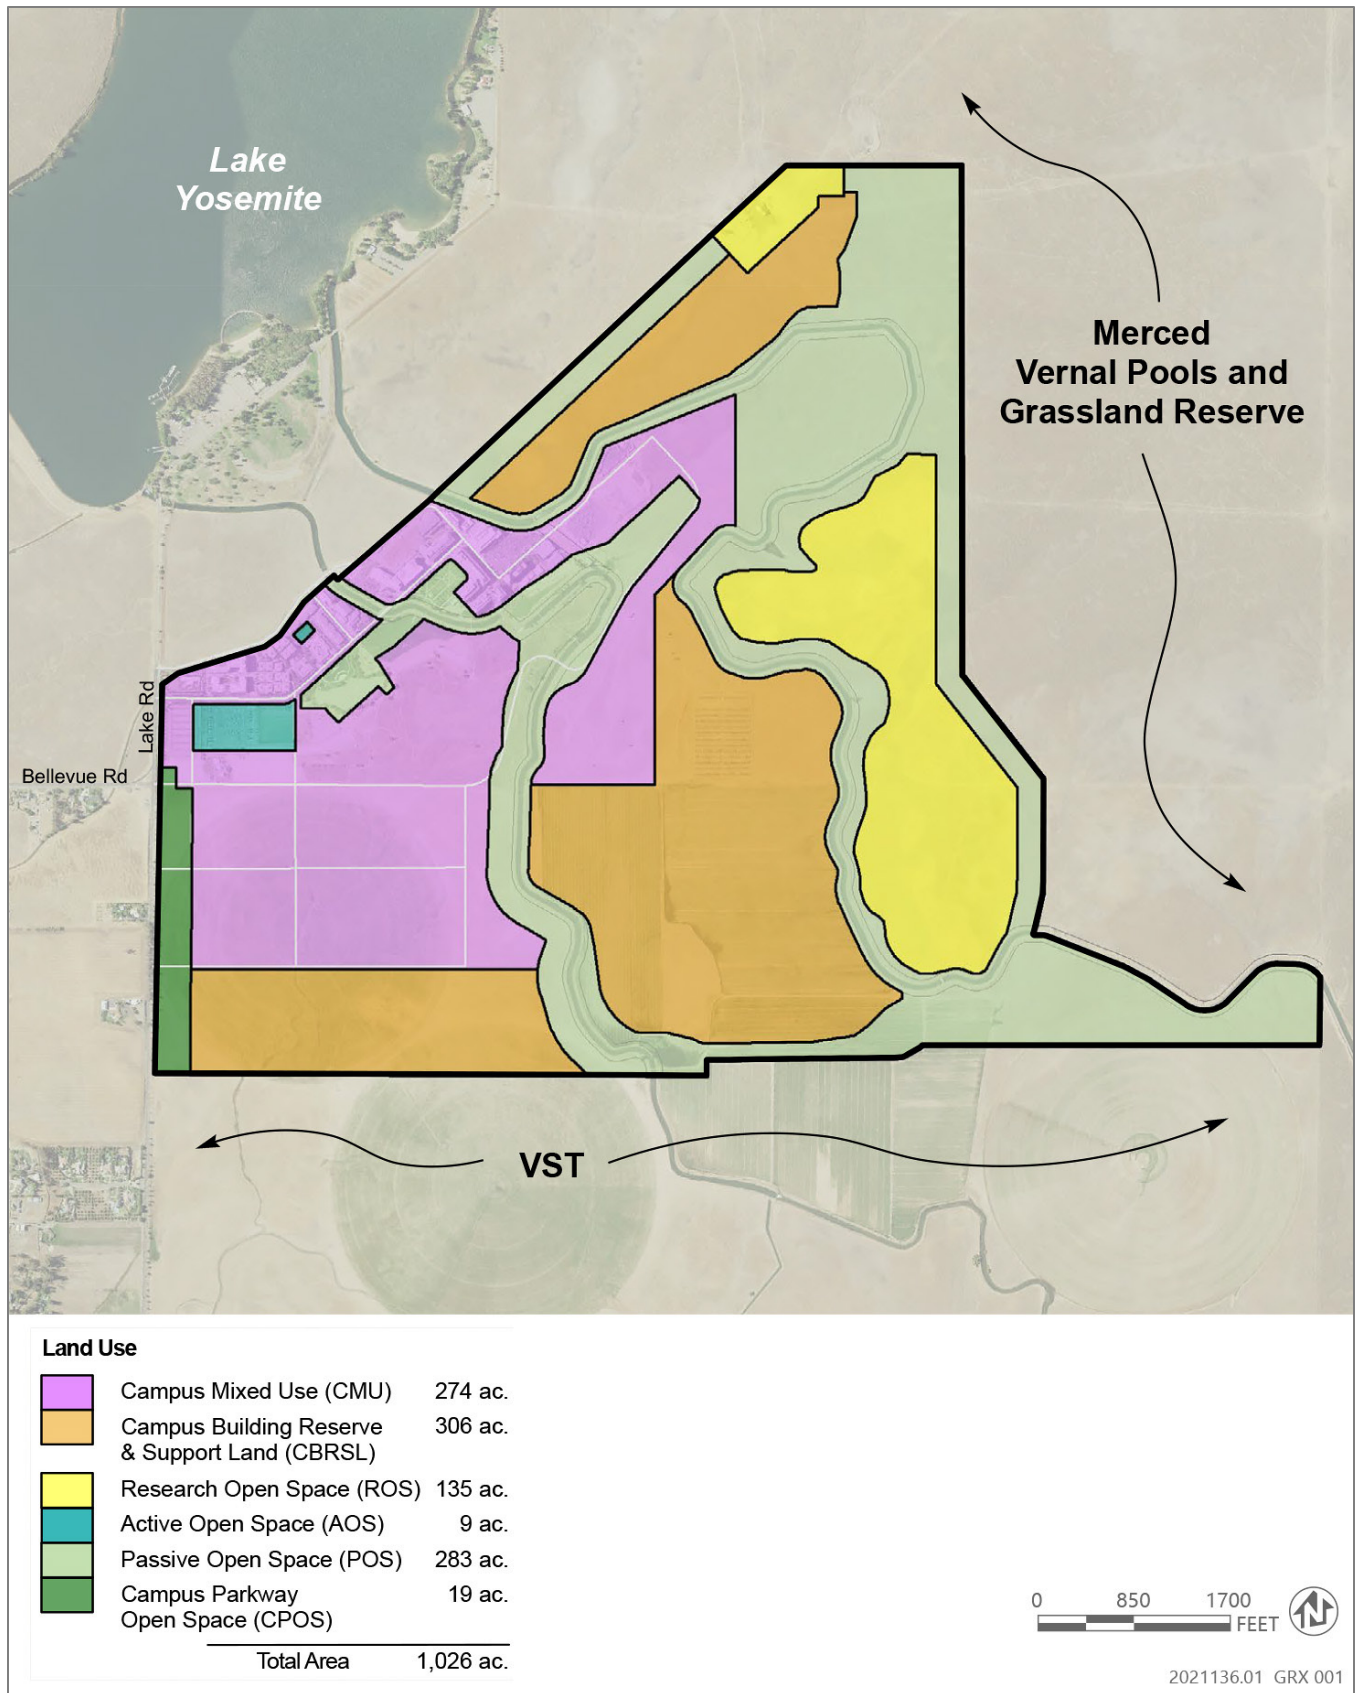 Lake
Yosemite
Merced
Vernal Pools and
Grassland Reserve
Lake Rd
Bellevue Rd
VST
Land Use
Campus Mixed Use (CMU) 274 ac.
Campus Building Reserve 306 ac.
& Support Land (CBRSL)
Research Open Space (ROS) 135 ac.
Active Open Space (AOS) 9 ac.
Passive Open Space (POS) 283 ac.
Campus Parkway 19 ac.
Open Space (CPOS)
Total Area 1,026 ac.
0 850 1700
FEET
N
2021136.01 GRX 001